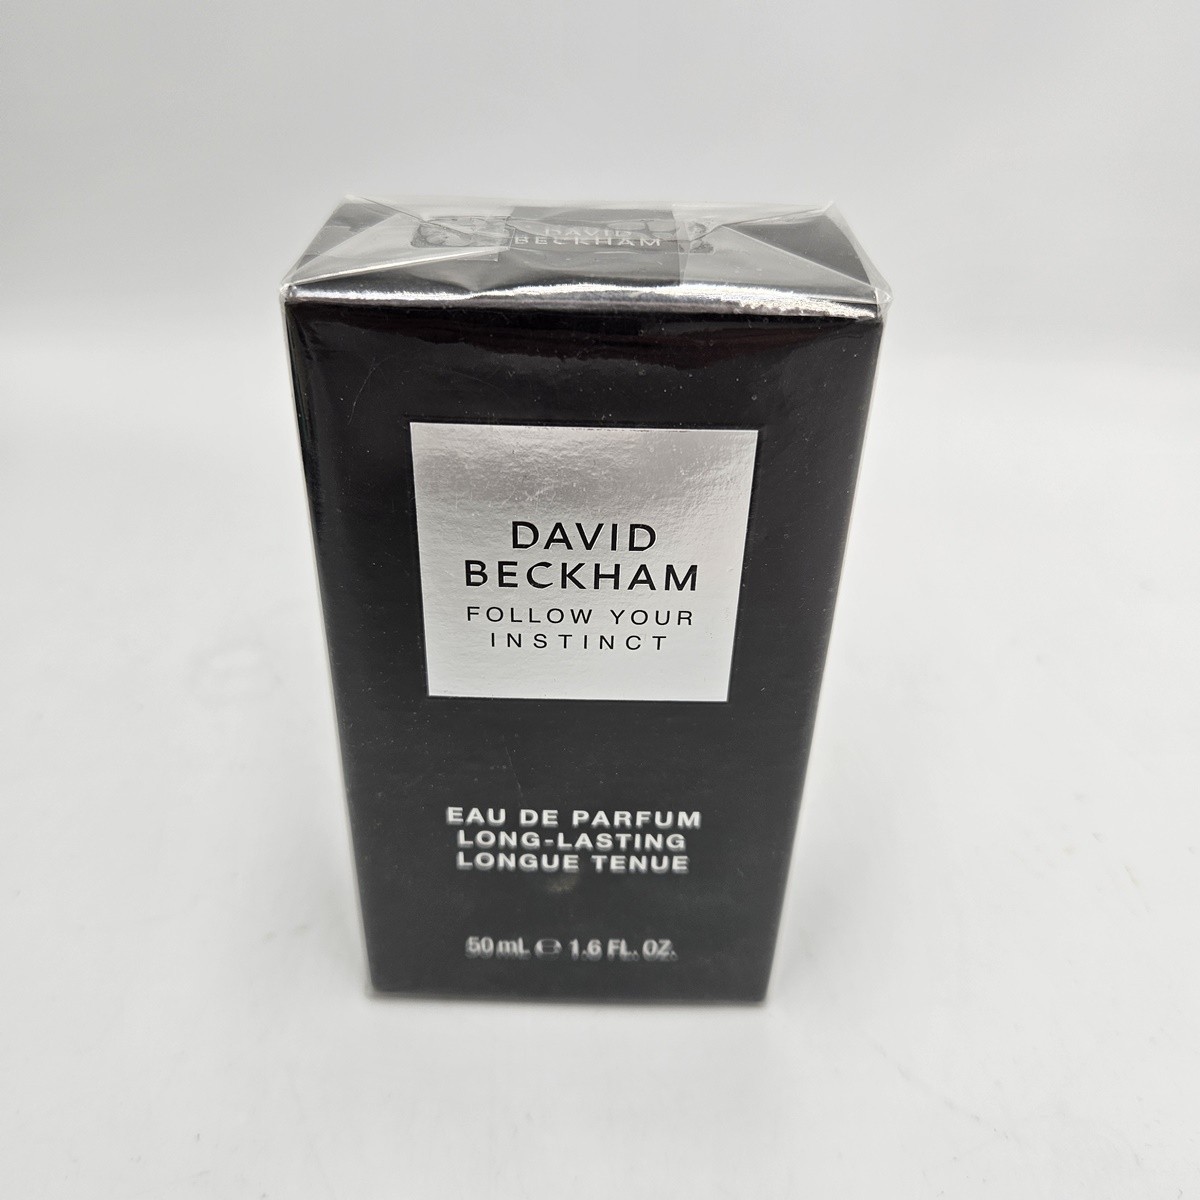 DAVID
BECKHAM
DAVID
BECKHAM
FOLLOW YOUR
INSTINCT
EAU DE PARFUM
LONG-LASTING
LONGUE TENUE
50 mL ℮ 1.6 FL. OZ.